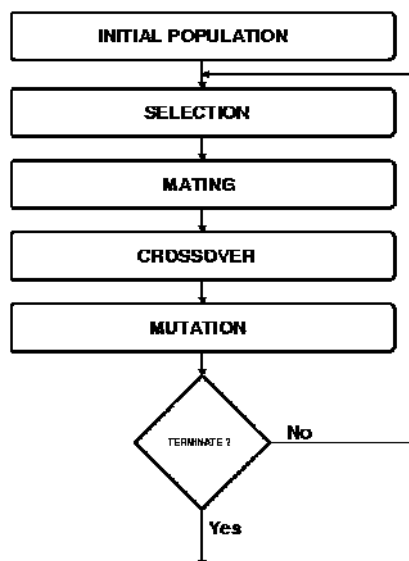 INITIAL POPULATION
SELECTION
MATING
CROSSOVER
MUTATION
TERMINATE ?
No
Yes